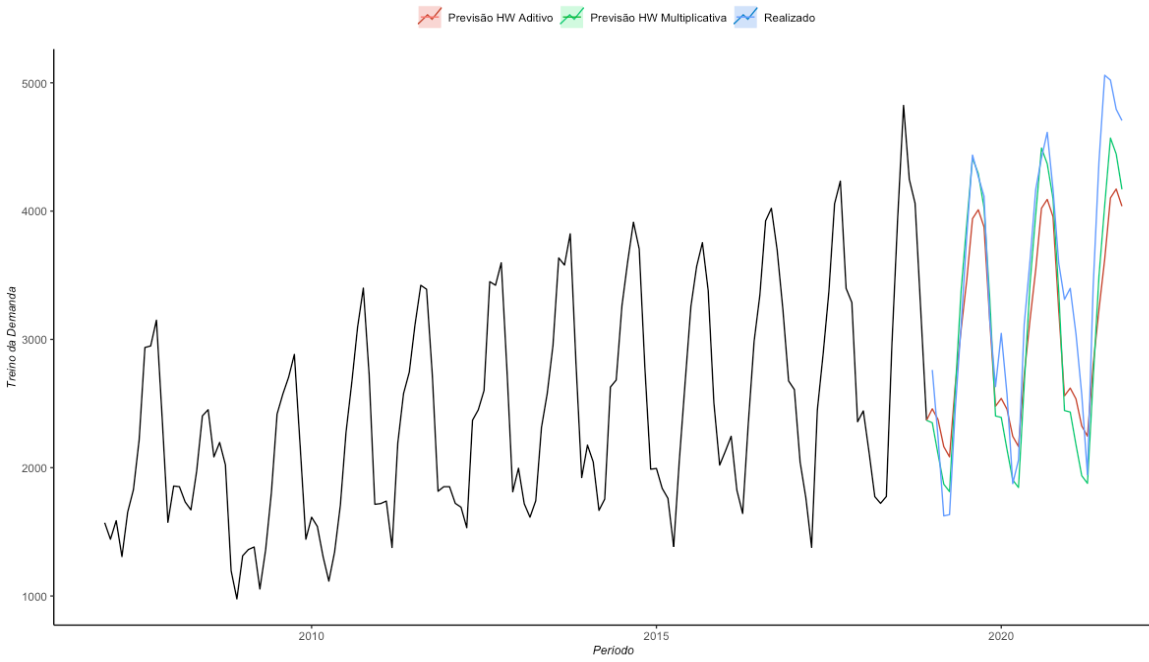 Previsão HW Aditivo Previsão HW Multiplicativa Realizado
5000
4000
3000
2000
1000
Treino da Demanda
2010 2015 2020
Período